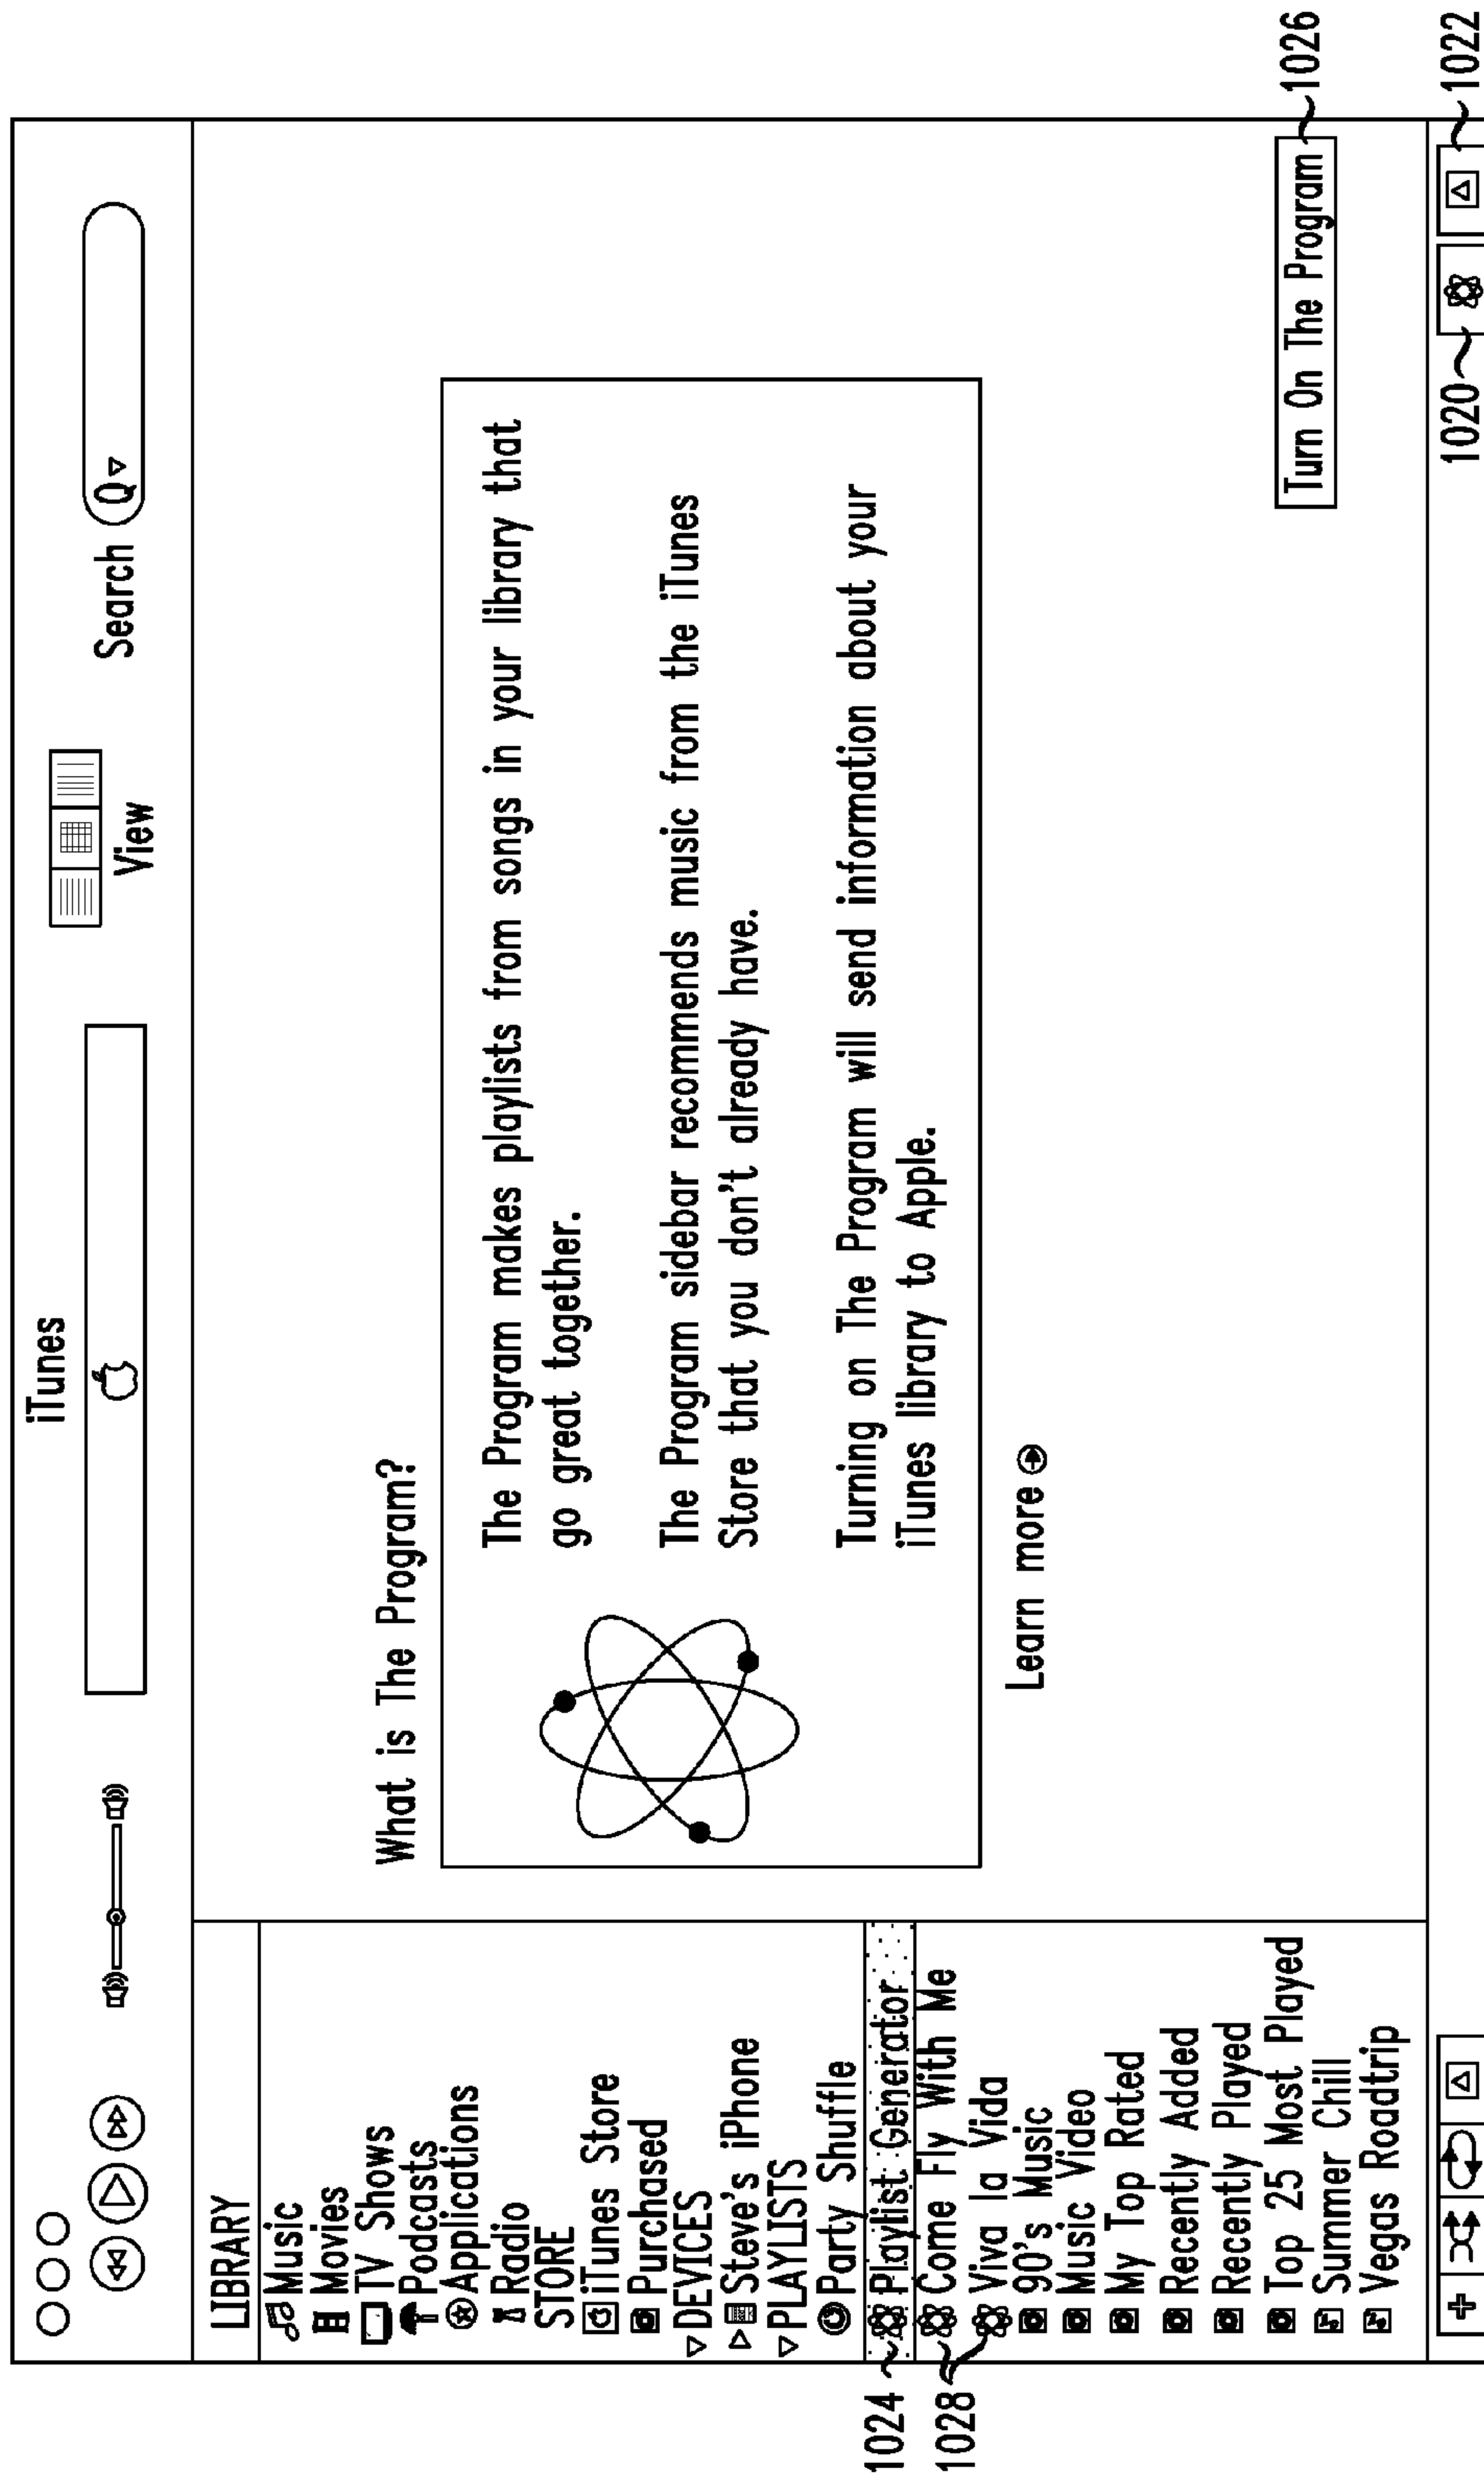 iTunes
View
Search
LIBRARY
Music
Movies
TV Shows
Podcasts
Applications
Radio
STORE
iTunes Store
Purchased
DEVICES
Steve's iPhone
PLAYLISTS
Party Shuffle
1024
Playlist Generator
1028
Come Fly With Me
Viva la Vida
90's Music
Music Video
My Top Rated
Recently Added
Recently Played
Top 25 Most Played
Summer Chill
Vegas Roadtrip
What is The Program?
The Program makes playlists from songs in your library that
go great together.
The Program sidebar recommends music from the iTunes
Store that you don't already have.
Turning on The Program will send information about your
iTunes library to Apple.
Learn more
Turn On The Program
1026
1020
1022